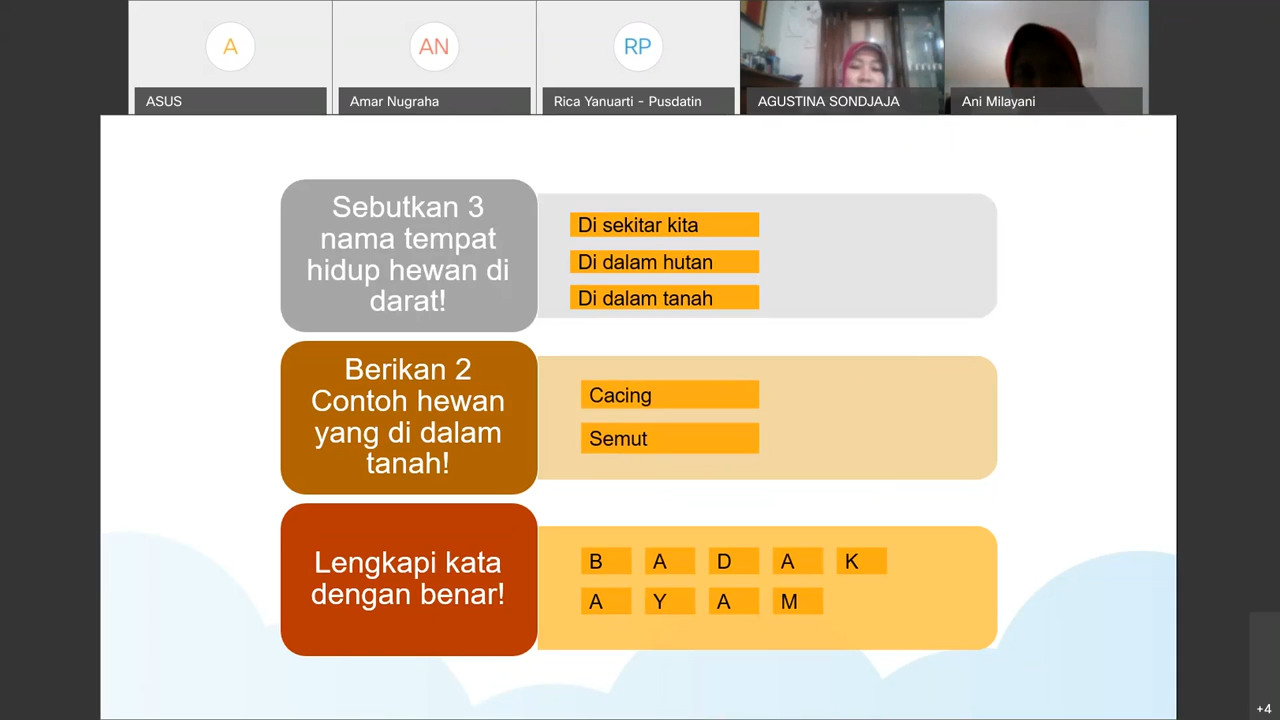 A
AN
RP
ASUS
Amar Nugraha
Rica Yanuarti - Pusdatin
AGUSTINA SONDJAJA
Ani Milayani
Sebutkan 3
nama tempat
hidup hewan di
darat!
Di sekitar kita
Di dalam hutan
Di dalam tanah
Berikan 2
Contoh hewan
yang di dalam
tanah!
Cacing
Semut
Lengkapi kata
dengan benar!
B A D A K
A Y A M
+4